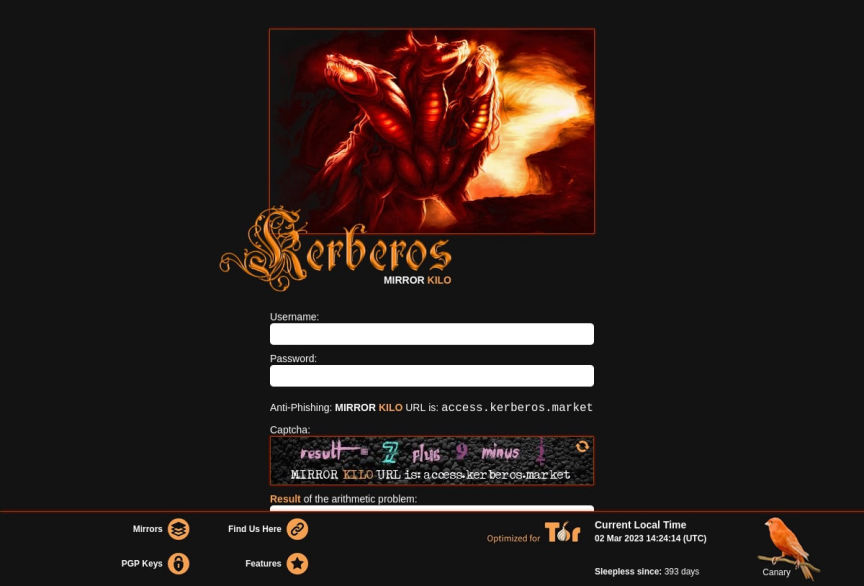 Kerberos
MIRROR KILO
Username:
Password:
Anti-Phishing: MIRROR KILO URL is: access.kerberos.market
Captcha:
result = 7 plus 9 minus
MIRROR KILO URL is: access.kerberos.market
Result of the arithmetic problem:
Mirrors
Find Us Here
PGP Keys
Features
Optimized for Tor
Current Local Time
02 Mar 2023 14:24:14 (UTC)
Sleepless since: 393 days
Canary